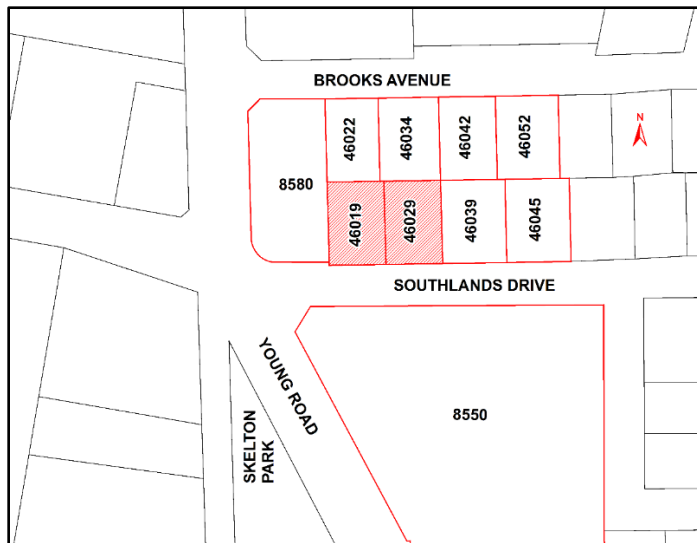 BROOKS AVENUE
N
46022
46034
46042
46052
8580
46019
46029
46039
46045
SOUTHLANDS DRIVE
YOUNG ROAD
8550
SKELTON
PARK